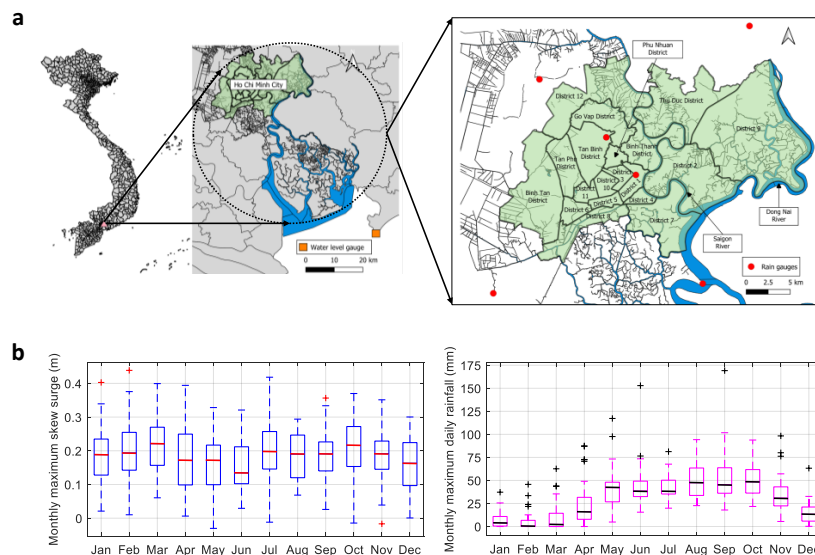 a
Ho Chi Minh City
Water level gauge
0 10 20 km
Phu Nhuan
District
District 12
Thu Duc District
Go Vap District
District 9
Tan Binh
District
Binh Thanh
District
Tan Phu
District
District 2
District 3
District
10
District 1
Binh Tan
District
District
11
District 5
District 4
District 6
District 8
District 7
Dong Nai
River
Saigon
River
Rain gauges
0 2.5 5 km
b
Monthly maximum skew surge (m)
0.4
0.3
0.2
0.1
0
Jan Feb Mar Apr May Jun Jul Aug Sep Oct Nov Dec
Monthly maximum daily rainfall (mm)
175
150
125
100
75
50
25
0
Jan Feb Mar Apr May Jun Jul Aug Sep Oct Nov Dec